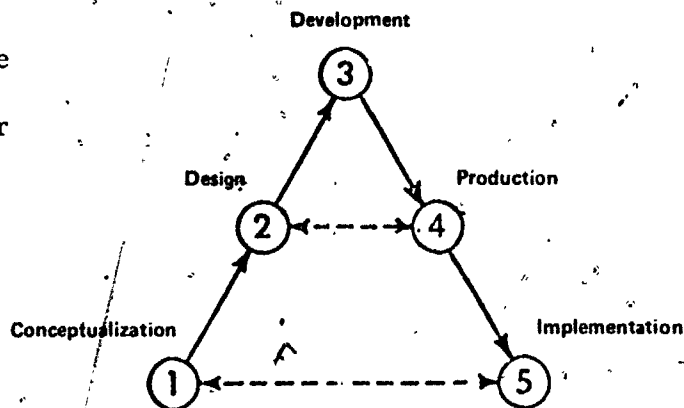 Development
3
e
r
Design
Production
2
4
Conceptualization
Implementation
1
5